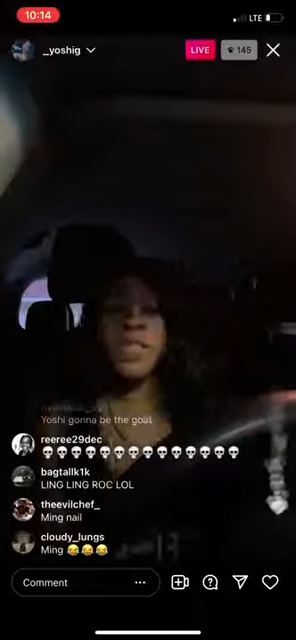 10:14
LTE
_yoshig
LIVE
145
Yoshi gonna be the goat
reeree29dec
💀💀💀💀💀💀💀💀💀💀💀💀💀💀
bagtallk1k
LING LING ROC LOL
theevilchef_
Ming nail
cloudy_lungs
Ming 😂😂😂
Comment